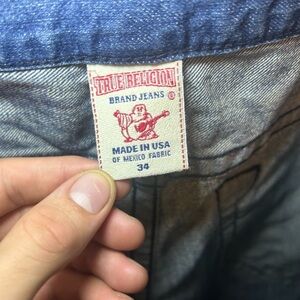 TRUE RELIGION
BRAND JEANS ®
MADE IN USA
OF MEXICO FABRIC
34